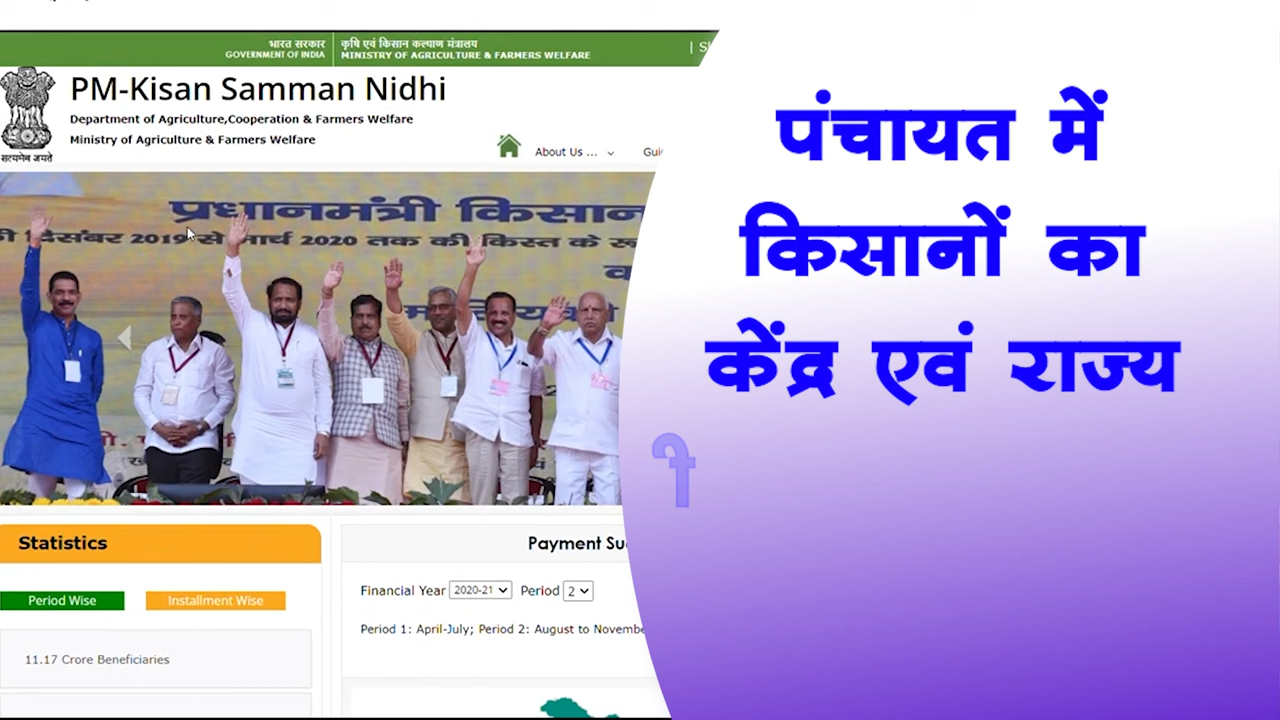 भारत सरकार
GOVERNMENT OF INDIA
कृषि एवं किसान कल्याण मंत्रालय
MINISTRY OF AGRICULTURE & FARMERS WELFARE
PM-Kisan Samman Nidhi
Department of Agriculture,Cooperation & Farmers Welfare
Ministry of Agriculture & Farmers Welfare
सत्यमेव जयते
About Us ...
प्रधानमंत्री किसान
दिसंबर 2019 से मार्च 2020 तक की किस्त के
Statistics
Period Wise
Installment Wise
11.17 Crore Beneficiaries
Payment
Financial Year 2020-21 Period 2
Period 1: April-July; Period 2: August to
पंचायत में
किसानों का
केंद्र एवं राज्य